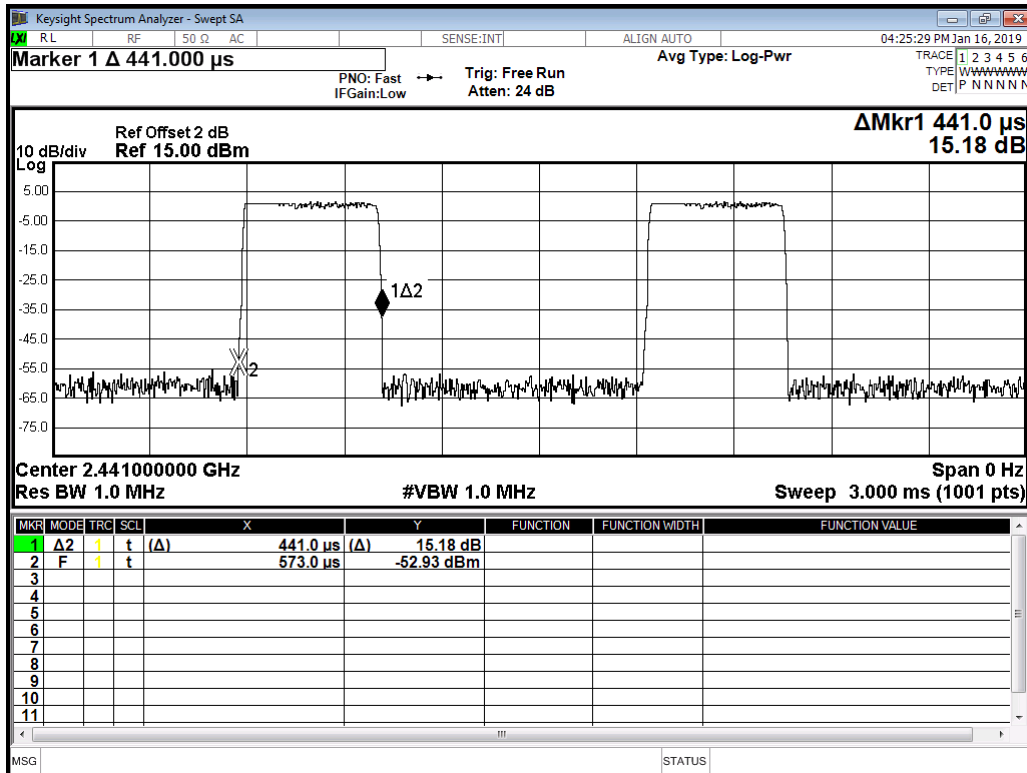 Keysight Spectrum Analyzer - Swept SA
LXI RL RF 50 Ω AC SENSE:INT ALIGN AUTO 04:25:29 PM Jan 16, 2019
Marker 1 Δ 441.000 µs Avg Type: Log-Pwr TRACE 1 2 3 4 5 6
PNO: Fast Trig: Free Run TYPE WWWWWW
IFGain:Low Atten: 24 dB DET P N N N N N
ΔMkr1 441.0 µs
Ref Offset 2 dB
10 dB/div Ref 15.00 dBm 15.18 dB
Log
5.00
-5.00
-15.0
-25.0
1Δ2
-35.0
-45.0
-55.0
2
-65.0
-75.0
Center 2.441000000 GHz Span 0 Hz
Res BW 1.0 MHz #VBW 1.0 MHz Sweep 3.000 ms (1001 pts)
MKR MODE TRC SCL X Y FUNCTION FUNCTION WIDTH FUNCTION VALUE
1 Δ2 1 t (Δ) 441.0 µs (Δ) 15.18 dB
2 F 1 t 573.0 µs -52.93 dBm
3
4
5
6
7
8
9
10
11
MSG STATUS